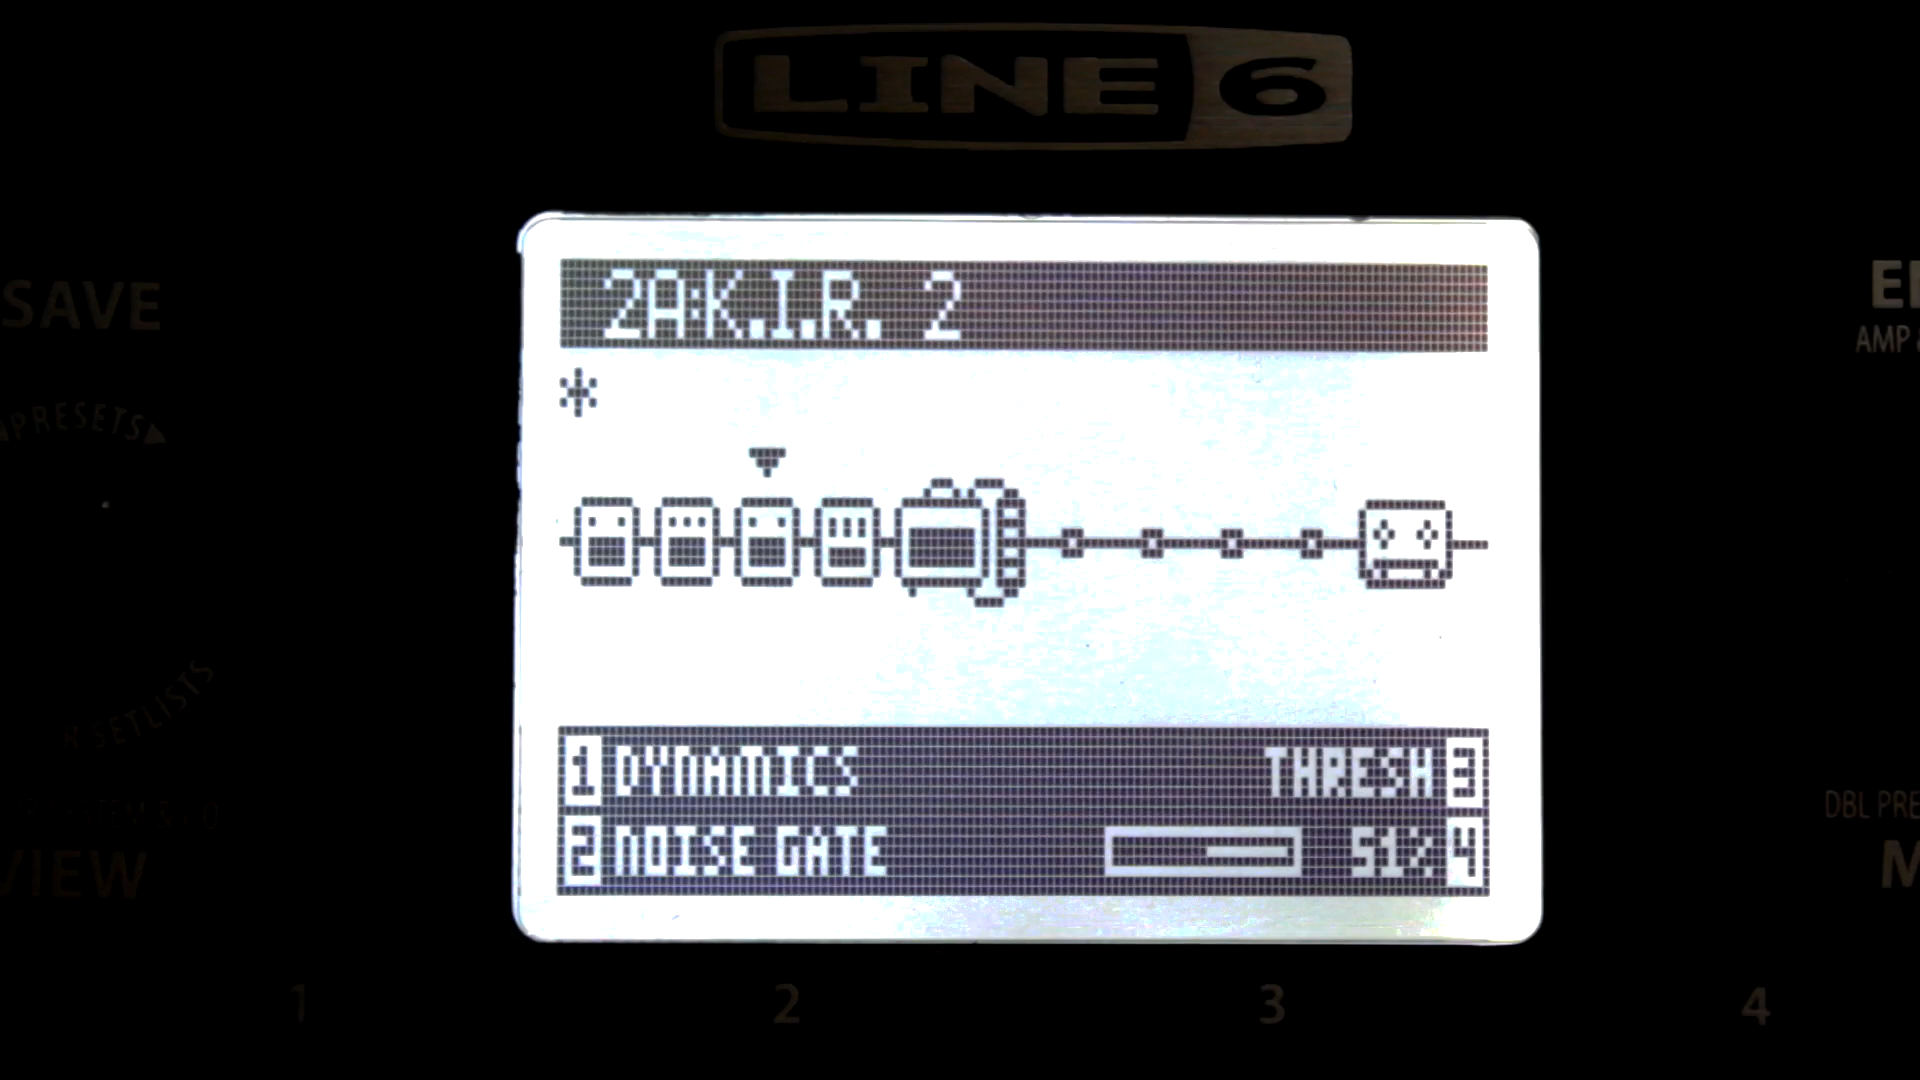 LINE 6
2A:K.I.R. 2
*
SAVE
◀PRESETS▶
SETLISTS
VIEW
AMP
DBL PRE
1 DYNAMICS THRESH 3
2 NOISE GATE 51% 4
1 2 3 4